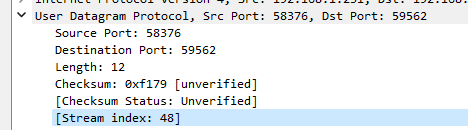 Internet Protocol Version 4, Src: 192.168.1.231, Dst: 192.168.
User Datagram Protocol, Src Port: 58376, Dst Port: 59562
Source Port: 58376
Destination Port: 59562
Length: 12
Checksum: 0xf179 [unverified]
[Checksum Status: Unverified]
[Stream index: 48]